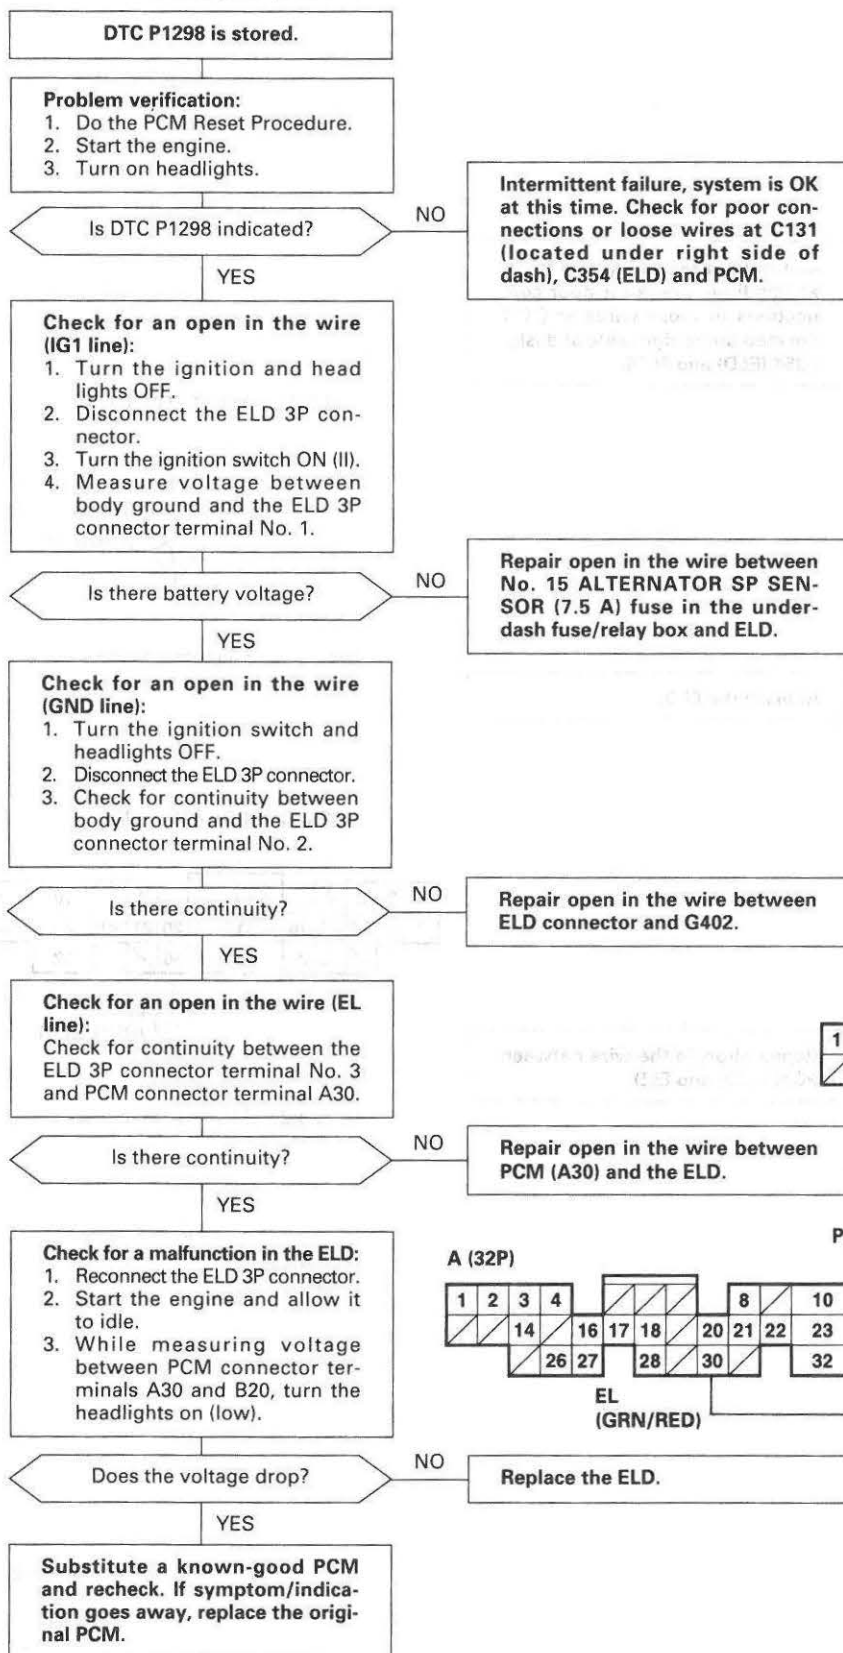 DTC P1298 is stored.
Problem verification:
1. Do the PCM Reset Procedure.
2. Start the engine.
3. Turn on headlights.
Is DTC P1298 indicated?
NO
Intermittent failure, system is OK
at this time. Check for poor con-
nections or loose wires at C131
(located under right side of
dash), C354 (ELD) and PCM.
YES
Check for an open in the wire
(IG1 line):
1. Turn the ignition and head
lights OFF.
2. Disconnect the ELD 3P con-
nector.
3. Turn the ignition switch ON (II).
4. Measure voltage between
body ground and the ELD 3P
connector terminal No. 1.
Is there battery voltage?
NO
Repair open in the wire between
No. 15 ALTERNATOR SP SEN-
SOR (7.5 A) fuse in the under-
dash fuse/relay box and ELD.
YES
Check for an open in the wire
(GND line):
1. Turn the ignition switch and
headlights OFF.
2. Disconnect the ELD 3P connector.
3. Check for continuity between
body ground and the ELD 3P
connector terminal No. 2.
Is there continuity?
NO
Repair open in the wire between
ELD connector and G402.
YES
Check for an open in the wire (EL
line):
Check for continuity between the
ELD 3P connector terminal No. 3
and PCM connector terminal A30.
1
Is there continuity?
NO
Repair open in the wire between
PCM (A30) and the ELD.
YES
Check for a malfunction in the ELD:
1. Reconnect the ELD 3P connector.
2. Start the engine and allow it
to idle.
3. While measuring voltage
between PCM connector ter-
minals A30 and B20, turn the
headlights on (low).
P
A (32P)
1 2 3 4 8 10
14 16 17 18 20 21 22 23
26 27 28 30 32
EL
(GRN/RED)
Does the voltage drop?
NO
Replace the ELD.
YES
Substitute a known-good PCM
and recheck. If symptom/indica-
tion goes away, replace the origi-
nal PCM.